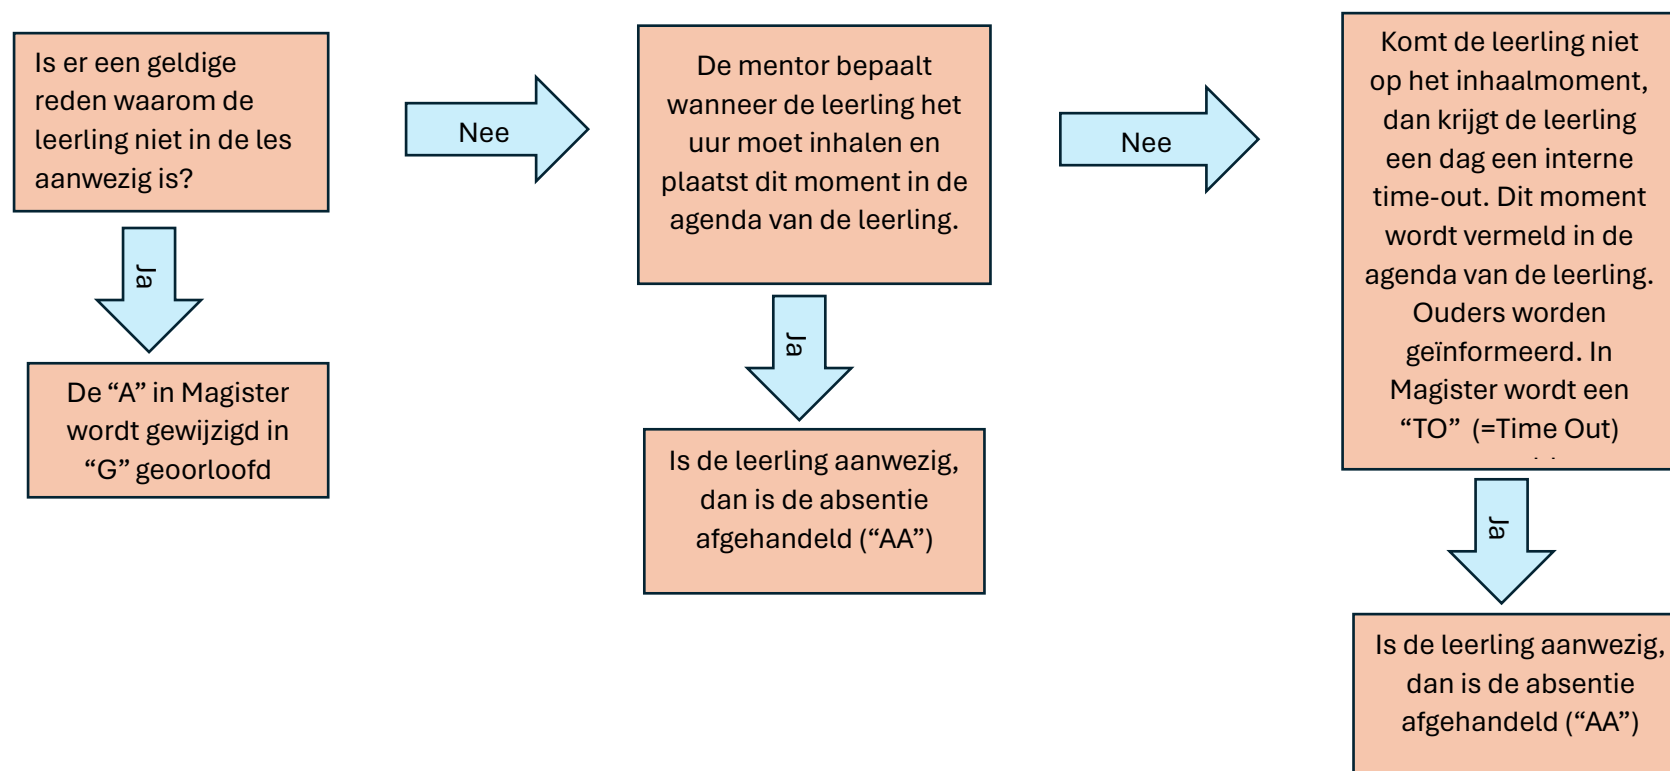 Is er een geldige
reden waarom de
leerling niet in de les
aanwezig is?
Ja
De “A” in Magister
wordt gewijzigd in
“G” geoorloofd
Nee
De mentor bepaalt
wanneer de leerling het
uur moet inhalen en
plaatst dit moment in de
agenda van de leerling.
Ja
Is de leerling aanwezig,
dan is de absentie
afgehandeld (“AA”)
Nee
Komt de leerling niet
op het inhaalmoment,
dan krijgt de leerling
een dag een interne
time-out. Dit moment
wordt vermeld in de
agenda van de leerling.
Ouders worden
geïnformeerd. In
Magister wordt een
“TO” (=Time Out)
Ja
Is de leerling aanwezig,
dan is de absentie
afgehandeld (“AA”)